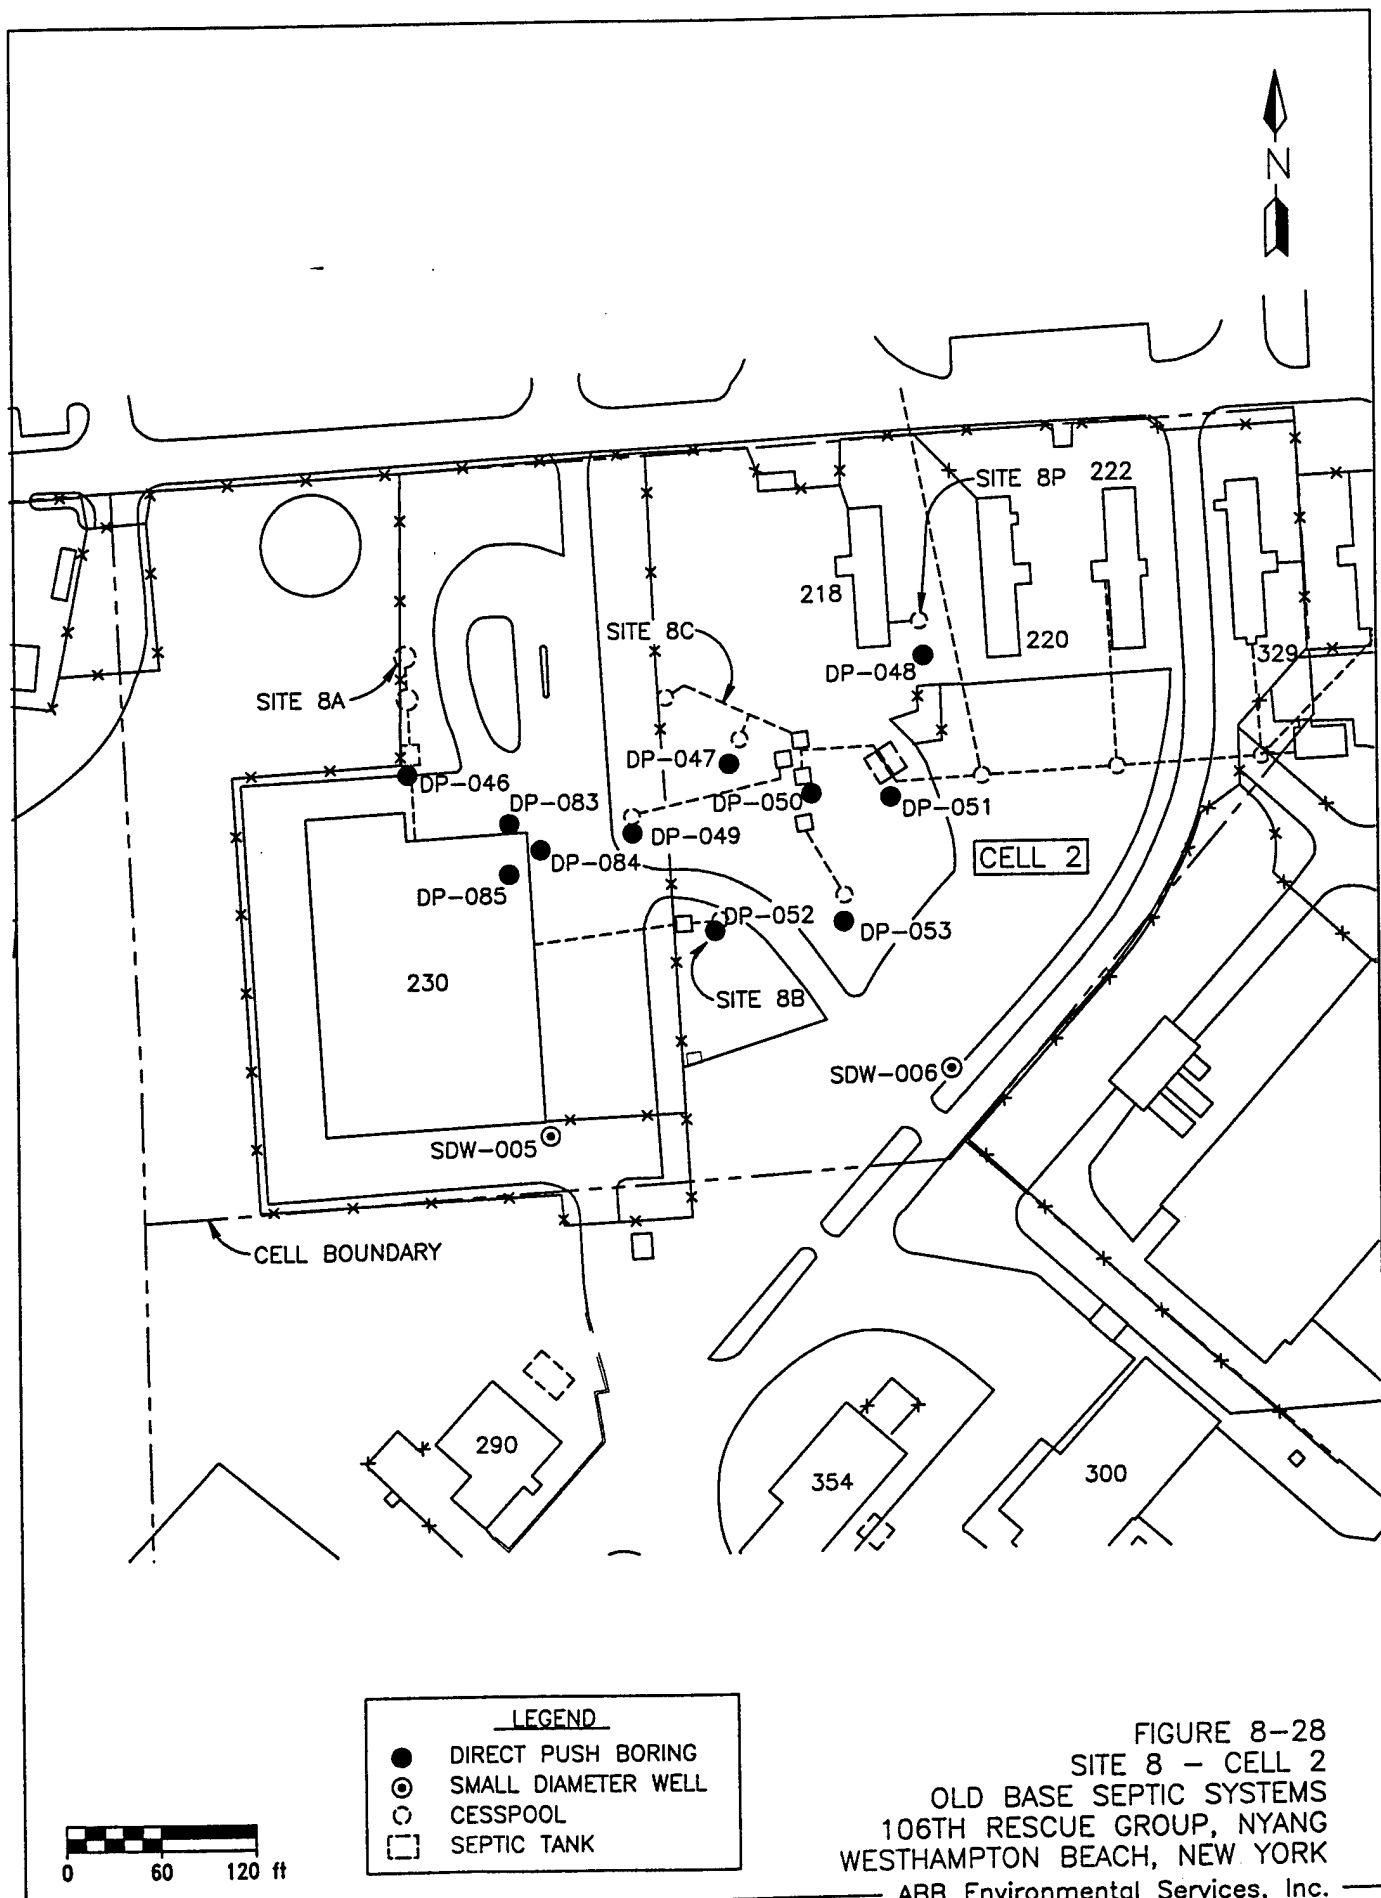 N
SITE 8P
222
218
SITE 8C
220
329
DP-048
SITE 8A
DP-047
DP-046
DP-083
DP-050
DP-051
DP-049
DP-084
CELL 2
DP-085
DP-052
DP-053
230
SITE 8B
SDW-006
SDW-005
CELL BOUNDARY
290
354
300
LEGEND
DIRECT PUSH BORING
SMALL DIAMETER WELL
CESSPOOL
SEPTIC TANK
0 60 120 ft
FIGURE 8-28
SITE 8 - CELL 2
OLD BASE SEPTIC SYSTEMS
106TH RESCUE GROUP, NYANG
WESTHAMPTON BEACH, NEW YORK
ABB Environmental Services, Inc.